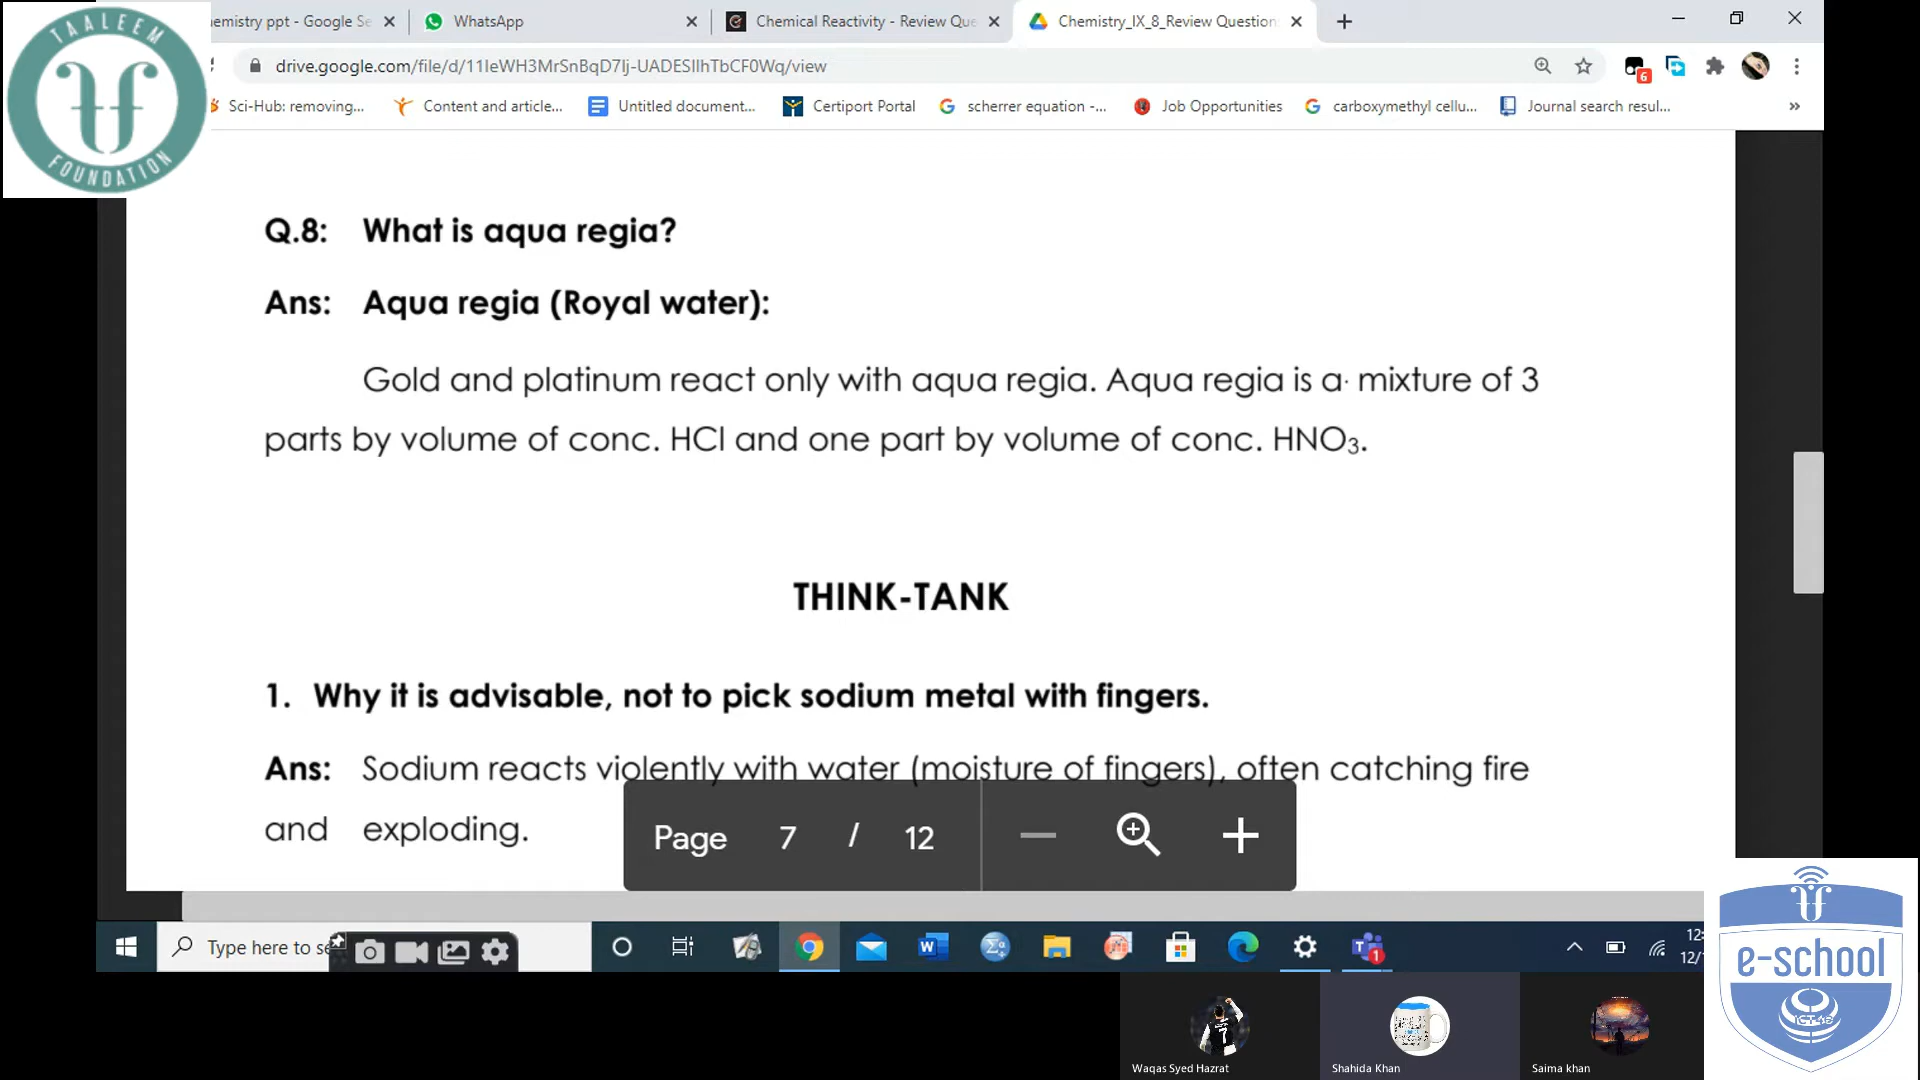 TAALEEM
FOUNDATION
emistry ppt - Google Se
WhatsApp
Chemical Reactivity - Review Que
Chemistry_IX_8_Review Question
drive.google.com/file/d/11IeWH3MrSnBqD7Ij-UADESIIhTbCF0Wq/view
6
Sci-Hub: removing...
Content and article...
Untitled document...
Certiport Portal
scherrer equation -...
Job Opportunities
carboxymethyl cellu...
Journal search resul...
Q.8: What is aqua regia?
Ans: Aqua regia (Royal water):
Gold and platinum react only with aqua regia. Aqua regia is a· mixture of 3
parts by volume of conc. HCl and one part by volume of conc. HNO₃.
THINK-TANK
1. Why it is advisable, not to pick sodium metal with fingers.
Ans: Sodium reacts violently with water (moisture of fingers), often catching fire
and exploding.
Page 7 / 12
Type here to se
12:
12/
1
e-school
Waqas Syed Hazrat
Shahida Khan
Saima khan